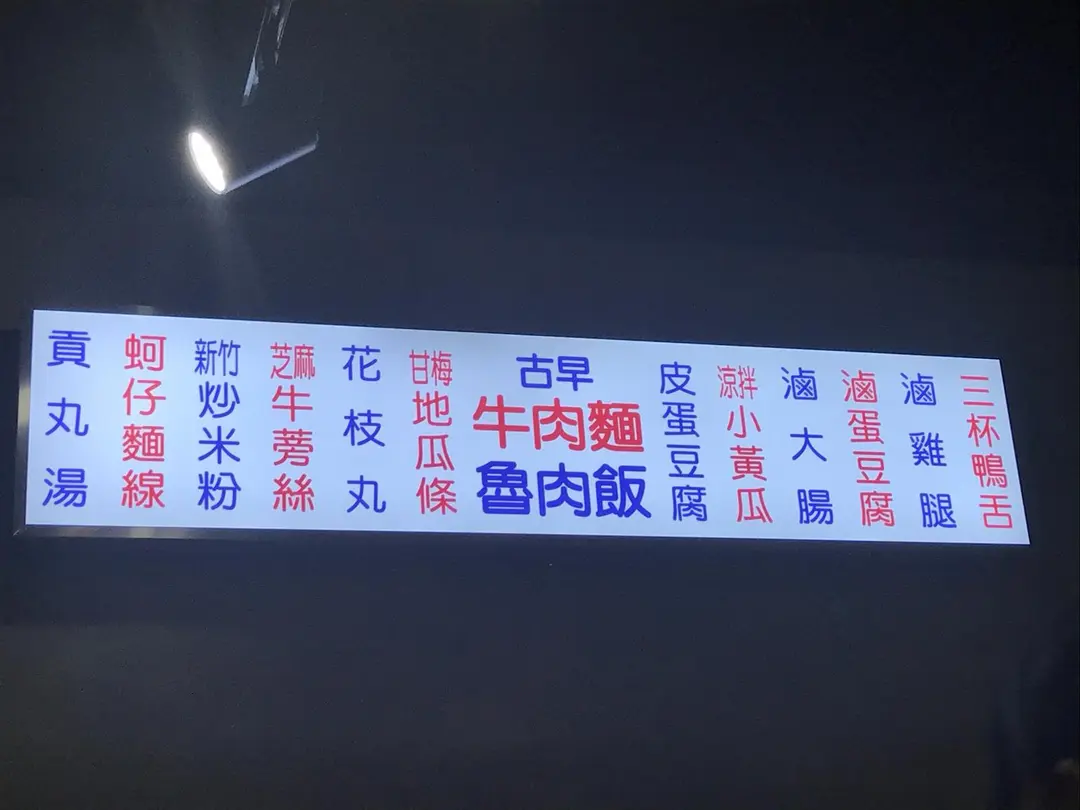 貢丸湯
蚵仔麵線
新竹炒米粉
芝麻牛蒡絲
花枝丸
甘梅地瓜條
古早
牛肉麵
魯肉飯
皮蛋豆腐
涼拌小黃瓜
滷大腸
滷蛋豆腐
滷雞腿
三杯鴨舌